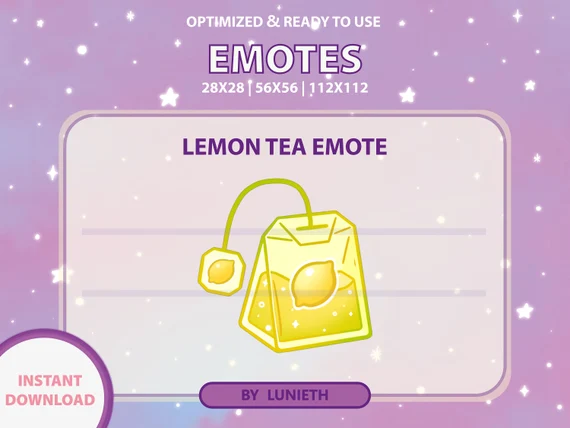 OPTIMIZED & READY TO USE
EMOTES
28X28 | 56X56 | 112X112
LEMON TEA EMOTE
INSTANT
DOWNLOAD
BY LUNIETH